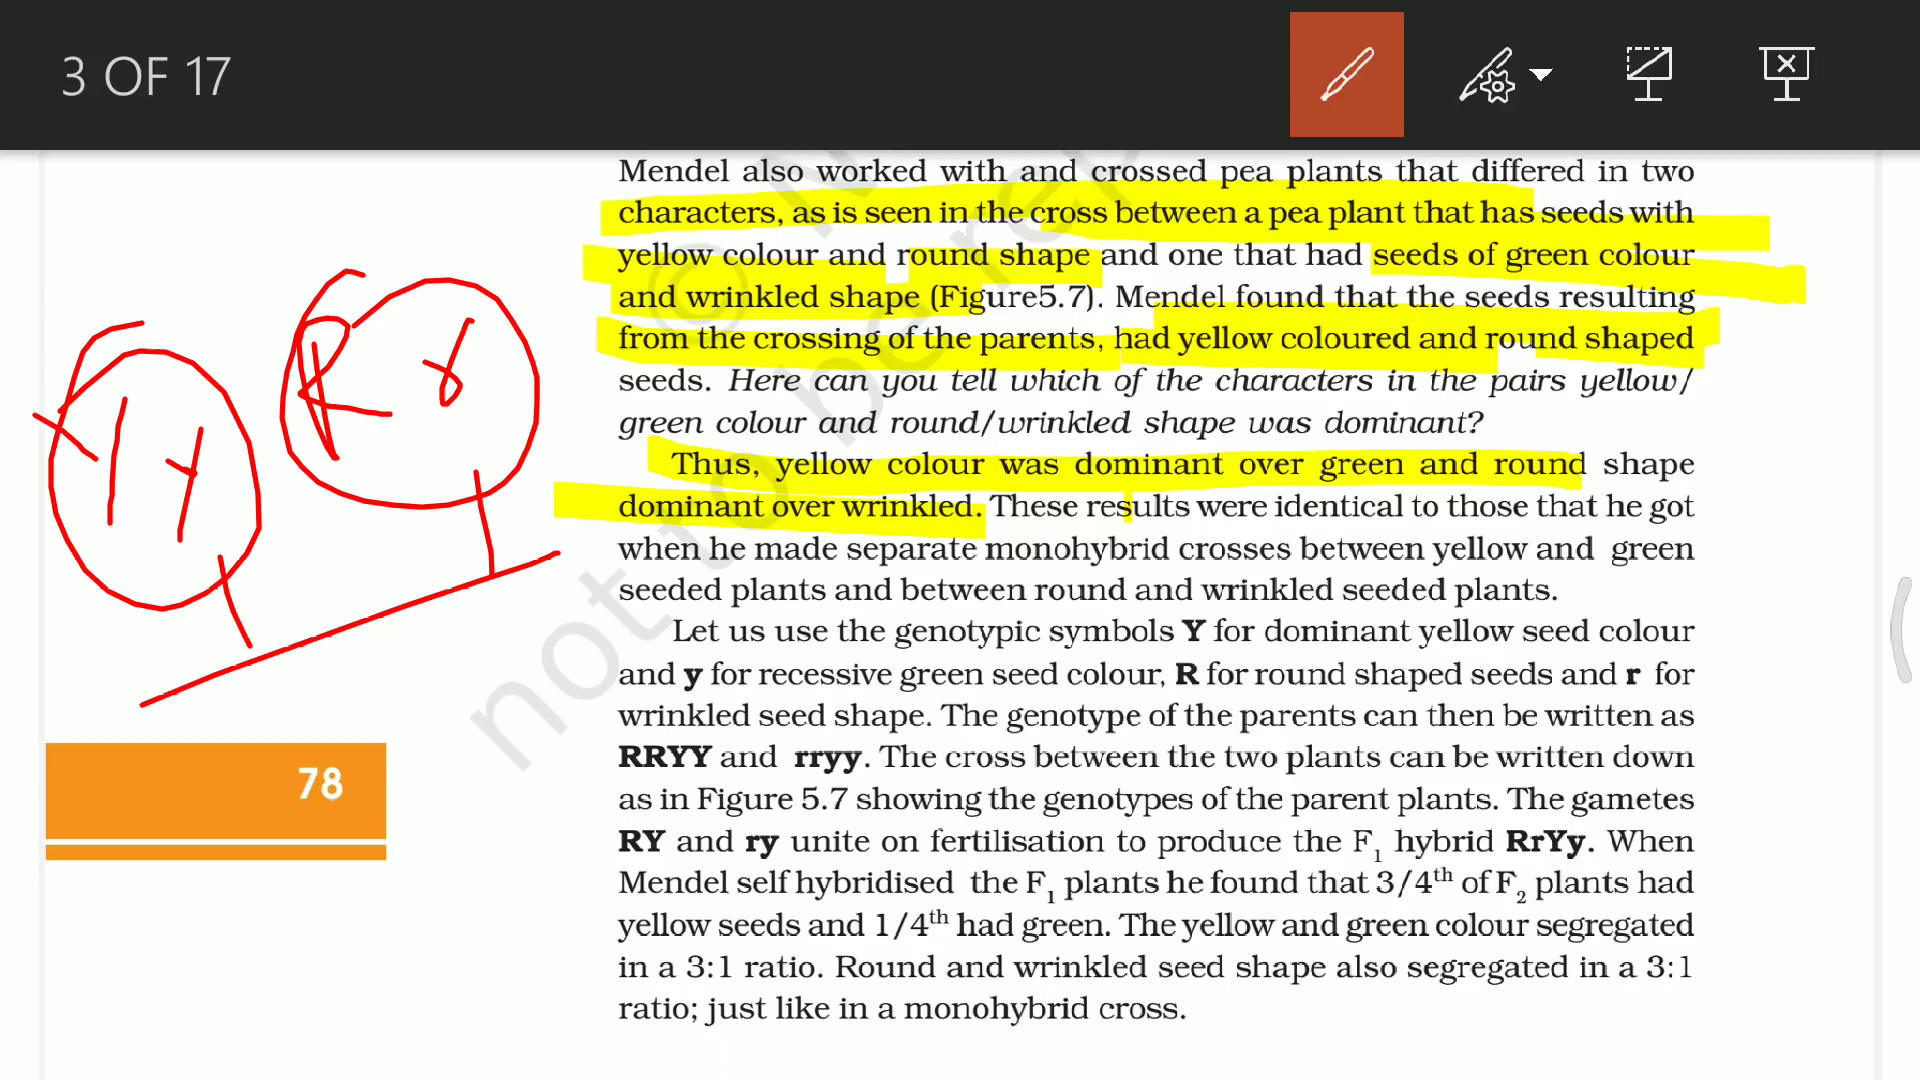 3 OF 17
Mendel also worked with and crossed pea plants that differed in two
characters, as is seen in the cross between a pea plant that has seeds with
yellow colour and round shape and one that had seeds of green colour
and wrinkled shape (Figure5.7). Mendel found that the seeds resulting
from the crossing of the parents, had yellow coloured and round shaped
seeds. Here can you tell which of the characters in the pairs yellow/
green colour and round/wrinkled shape was dominant?
Thus, yellow colour was dominant over green and round shape
dominant over wrinkled. These results were identical to those that he got
when he made separate monohybrid crosses between yellow and green
seeded plants and between round and wrinkled seeded plants.
Let us use the genotypic symbols Y for dominant yellow seed colour
and y for recessive green seed colour, R for round shaped seeds and r for
wrinkled seed shape. The genotype of the parents can then be written as
RRYY and rryy. The cross between the two plants can be written down
as in Figure 5.7 showing the genotypes of the parent plants. The gametes
RY and ry unite on fertilisation to produce the F1 hybrid RrYy. When
Mendel self hybridised the F1 plants he found that 3/4th of F2 plants had
yellow seeds and 1/4th had green. The yellow and green colour segregated
in a 3:1 ratio. Round and wrinkled seed shape also segregated in a 3:1
ratio; just like in a monohybrid cross.
R r
Y y
78
not to be rep